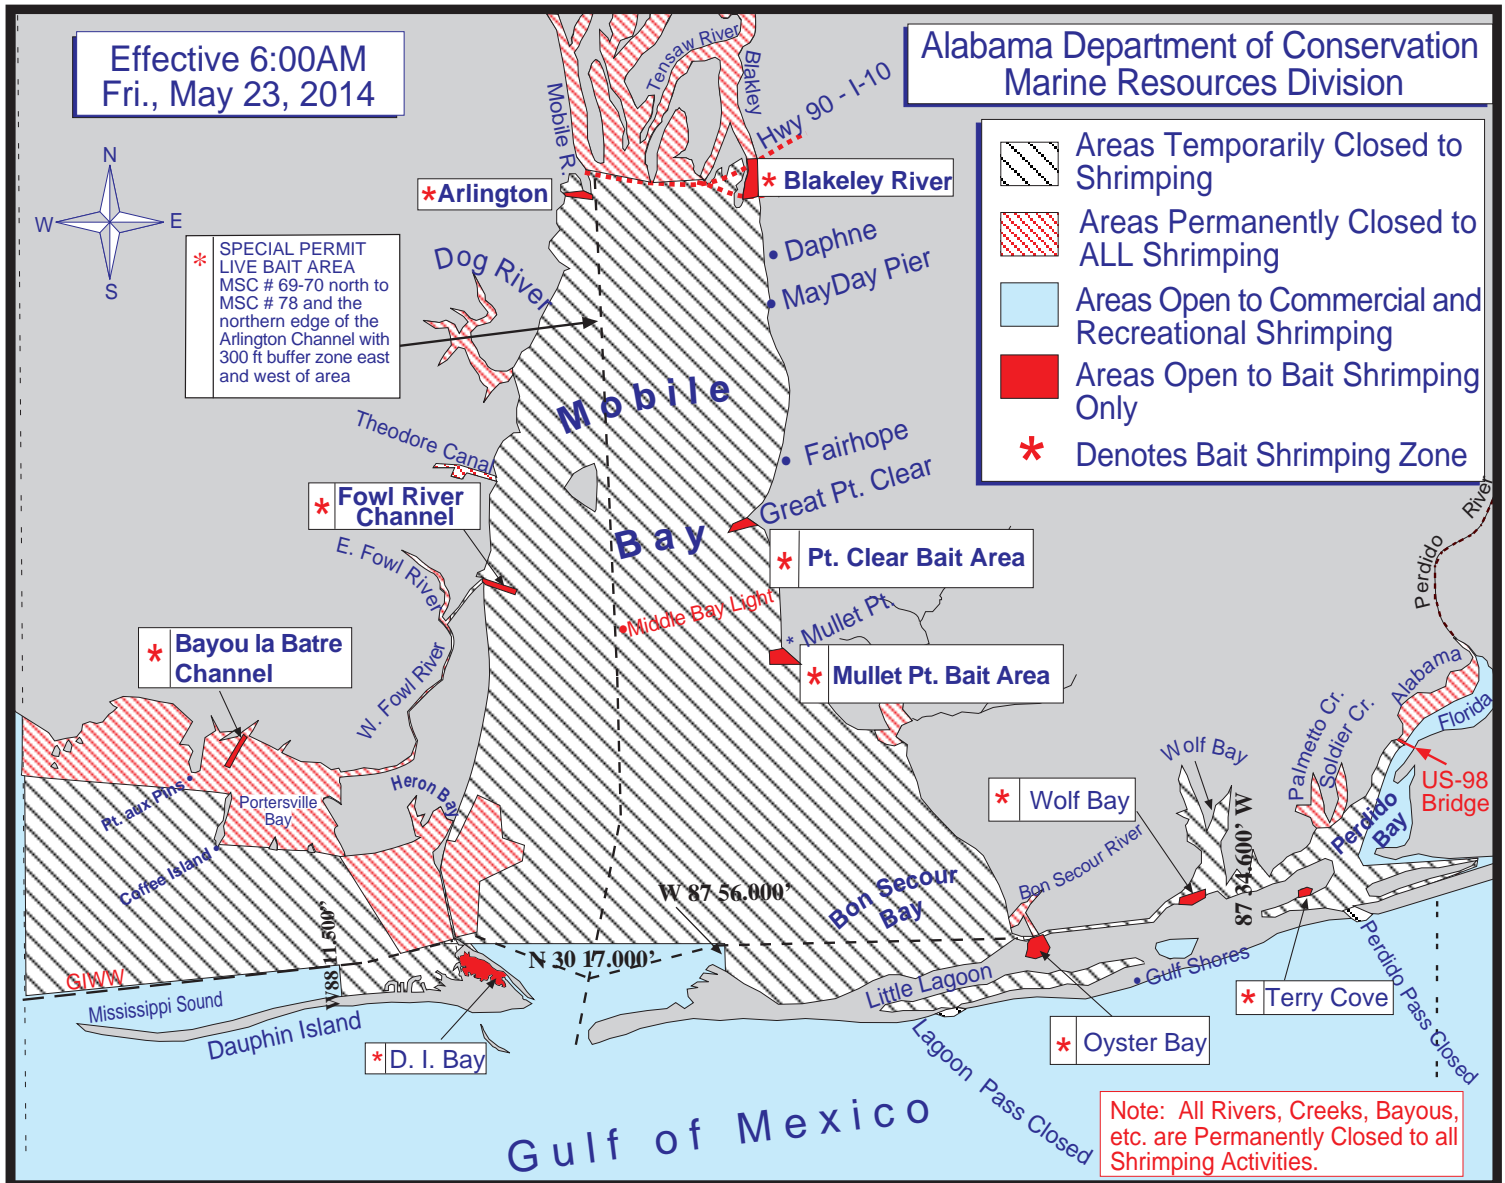 Effective 6:00AM
Fri., May 23, 2014
Alabama Department of Conservation
Marine Resources Division
Areas Temporarily Closed to
Shrimping
Areas Permanently Closed to
ALL Shrimping
Areas Open to Commercial and
Recreational Shrimping
Areas Open to Bait Shrimping
Only
* Denotes Bait Shrimping Zone
N
W
E
S
Mobile R.
Tensaw River
Blakley
Hwy 90 - I-10
* Arlington
* Blakeley River
* SPECIAL PERMIT
LIVE BAIT AREA
MSC # 69-70 north to
MSC # 78 and the
northern edge of the
Arlington Channel with
300 ft buffer zone east
and west of area
Dog River
Daphne
MayDay Pier
Mobile
Bay
Theodore Canal
Fairhope
Great Pt. Clear
* Fowl River
Channel
* Pt. Clear Bait Area
E. Fowl River
Middle Bay Light
* Mullet Pt.
* Mullet Pt. Bait Area
* Bayou la Batre
Channel
W. Fowl River
Perdido
River
Alabama
Florida
Palmetto Cr.
Soldier Cr.
Wolf Bay
US-98
Bridge
Perdido
Bay
Heron Bay
Pt. aux Pins
Portersville
Bay
Coffee Island
* Wolf Bay
87 34.600' W
Bon Secour River
W 87 56.000'
Bon Secour
Bay
W88 11.500"
N 30 17.000'
GIWW
Mississippi Sound
Dauphin Island
Little Lagoon
Gulf Shores
Perdido Pass Closed
* Terry Cove
* D. I. Bay
* Oyster Bay
Lagoon Pass Closed
Gulf of Mexico
Note: All Rivers, Creeks, Bayous,
etc. are Permanently Closed to all
Shrimping Activities.